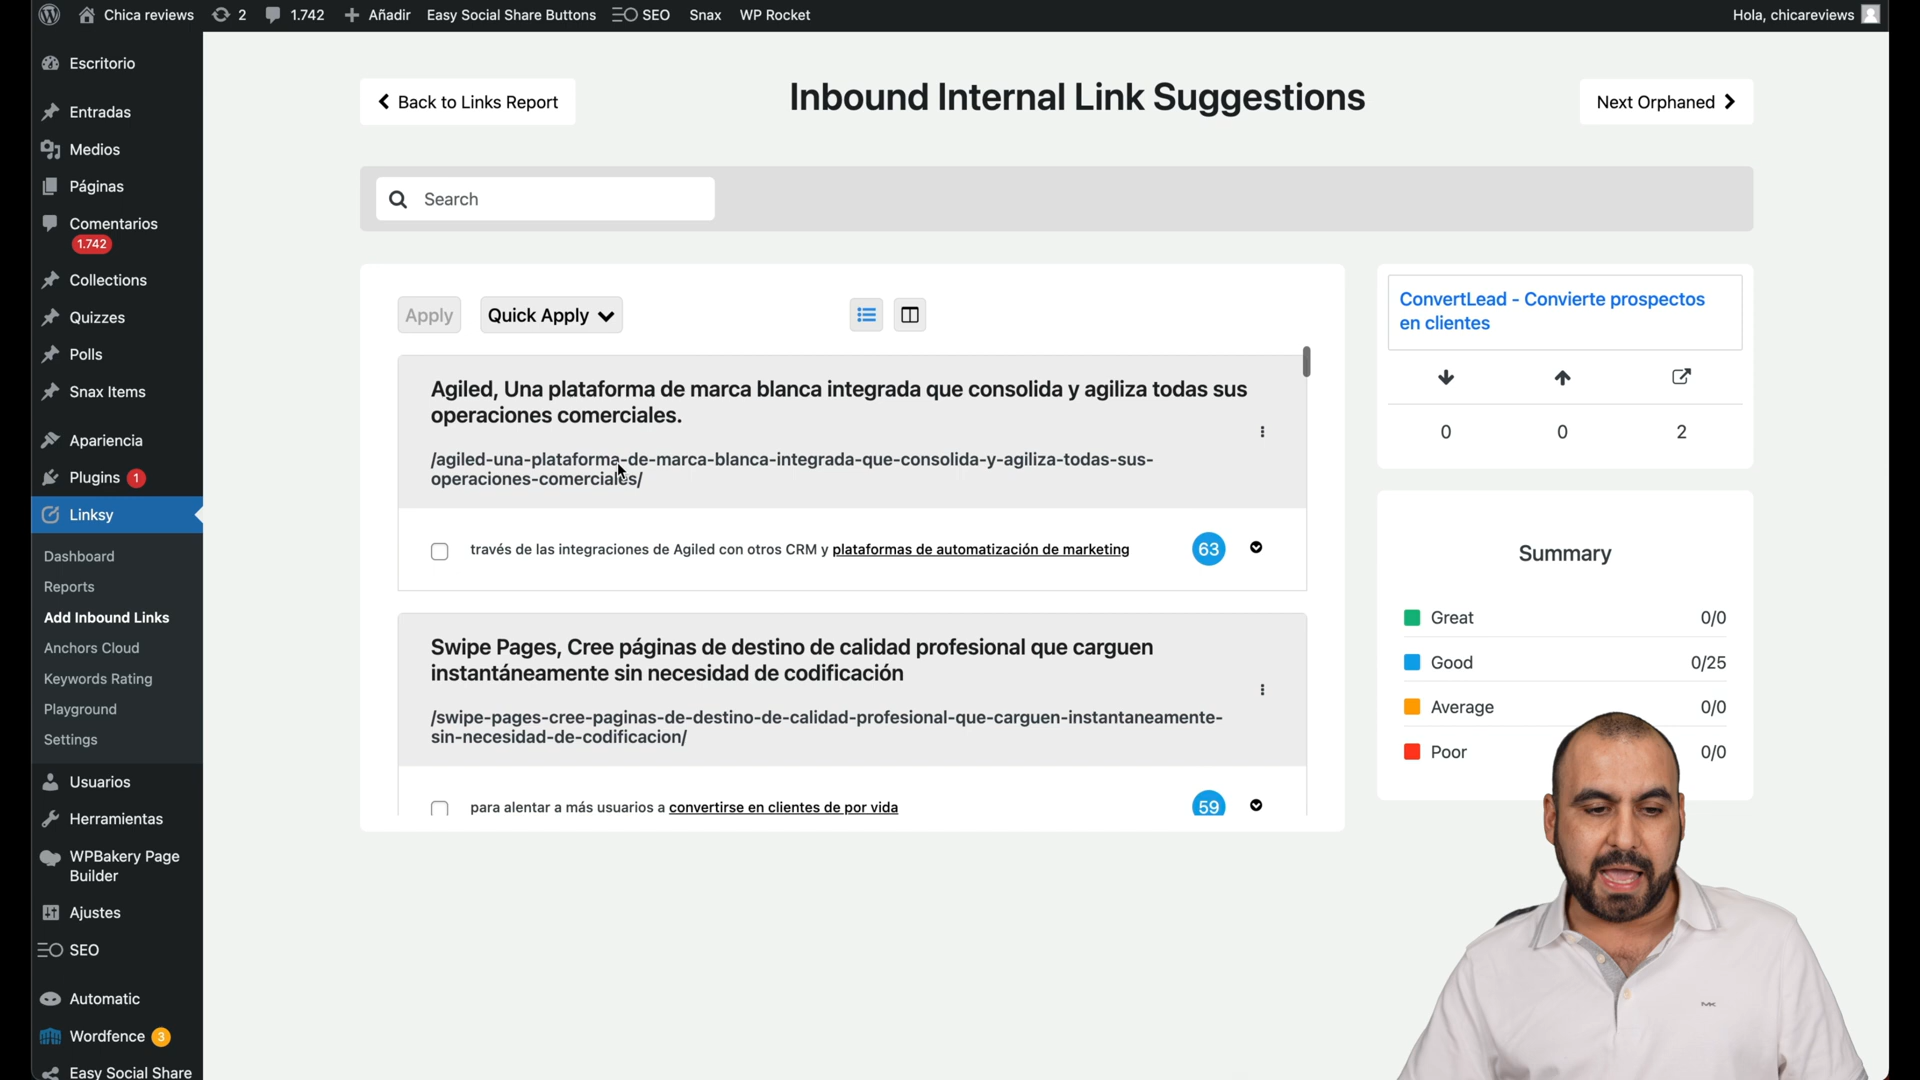 Chica reviews 2 1.742 Añadir Easy Social Share Buttons SEO Snax WP Rocket Hola, chicareviews
Escritorio
Entradas
Medios
Páginas
Comentarios
1.742
Collections
Quizzes
Polls
Snax Items
Apariencia
Plugins 1
Linksy
Dashboard
Reports
Add Inbound Links
Anchors Cloud
Keywords Rating
Playground
Settings
Usuarios
Herramientas
WPBakery Page
Builder
Ajustes
SEO
Automatic
Wordfence 3
Easy Social Share
Back to Links Report
Inbound Internal Link Suggestions
Next Orphaned
Search
Apply Quick Apply
Agiled, Una plataforma de marca blanca integrada que consolida y agiliza todas sus
operaciones comerciales.
/agiled-una-plataforma-de-marca-blanca-integrada-que-consolida-y-agiliza-todas-sus-
operaciones-comerciales/
través de las integraciones de Agiled con otros CRM y plataformas de automatización de marketing 63
Swipe Pages, Cree páginas de destino de calidad profesional que carguen
instantáneamente sin necesidad de codificación
/swipe-pages-cree-paginas-de-destino-de-calidad-profesional-que-carguen-instantaneamente-
sin-necesidad-de-codificacion/
para alentar a más usuarios a convertirse en clientes de por vida 59
ConvertLead - Convierte prospectos
en clientes
0 0 2
Summary
Great 0/0
Good 0/25
Average 0/0
Poor 0/0
MK